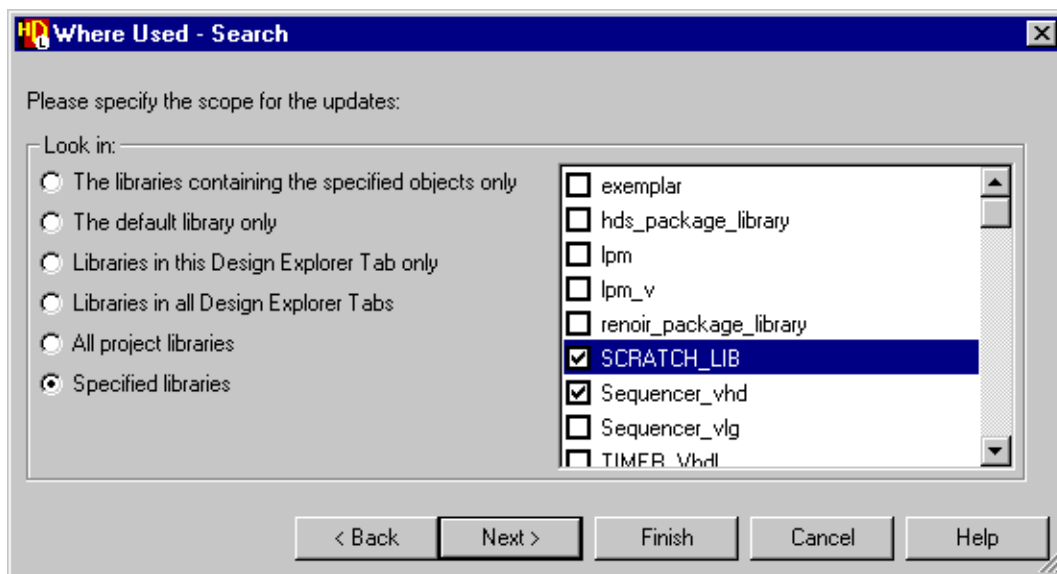 HD L Where Used - Search
Please specify the scope for the updates:
Look in:
The libraries containing the specified objects only
The default library only
Libraries in this Design Explorer Tab only
Libraries in all Design Explorer Tabs
All project libraries
Specified libraries
exemplar
hds_package_library
lpm
lpm_v
renoir_package_library
SCRATCH_LIB
Sequencer_vhd
Sequencer_vlg
TIMER_Vhdl
< Back Next > Finish Cancel Help